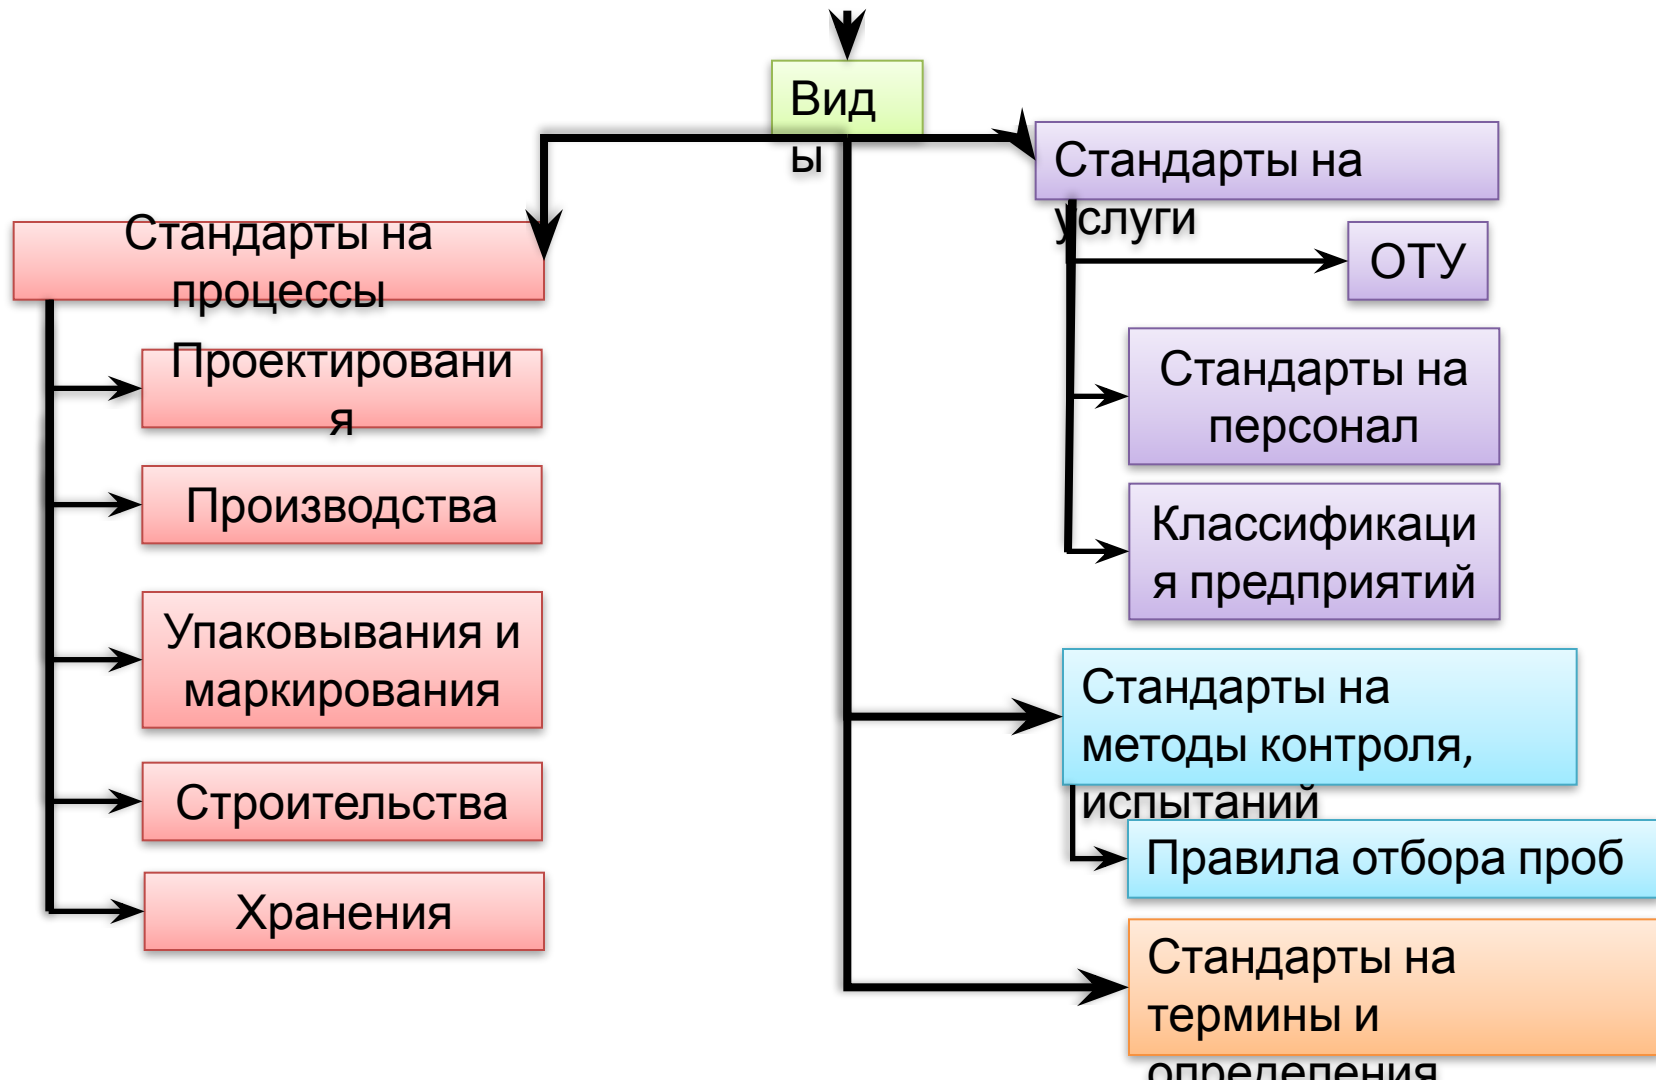 Вид
ы
Стандарты на
процессы
Проектировани
я
Производства
Упаковывания и
маркирования
Строительства
Хранения
Стандарты на
услуги
ОТУ
Стандарты на
персонал
Классификаци
я предприятий
Стандарты на
методы контроля,
испытаний
Правила отбора проб
Стандарты на
термины и
определения